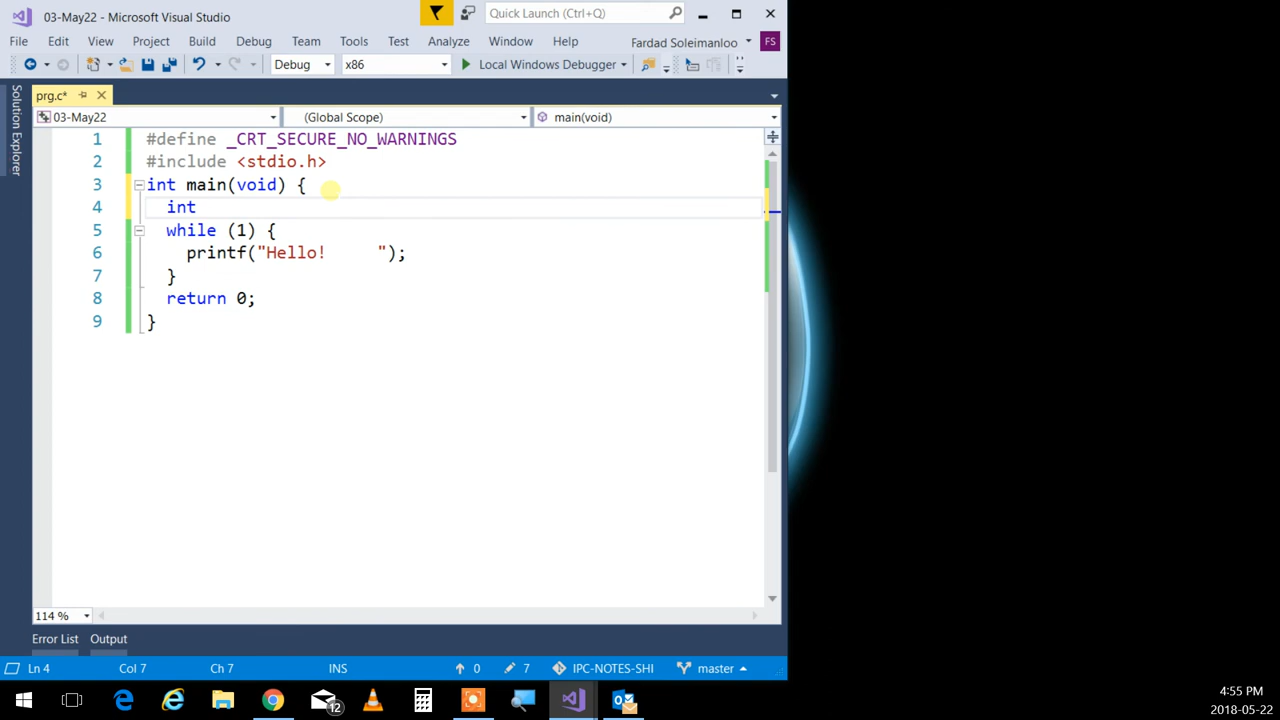 03-May22 - Microsoft Visual Studio
Quick Launch (Ctrl+Q)
File Edit View Project Build Debug Team Tools Test Analyze Window Help Fardad Soleimanloo FS
Debug x86 Local Windows Debugger
Solution Explorer
prg.c*
03-May22 (Global Scope) main(void)
1 #define _CRT_SECURE_NO_WARNINGS
2 #include <stdio.h>
3 int main(void) {
4 int
5 while (1) {
6 printf("Hello!     ");
7 }
8 return 0;
9 }
114 %
Error List Output
Ln 4 Col 7 Ch 7 INS 0 7 IPC-NOTES-SHI master
12
4:55 PM
2018-05-22